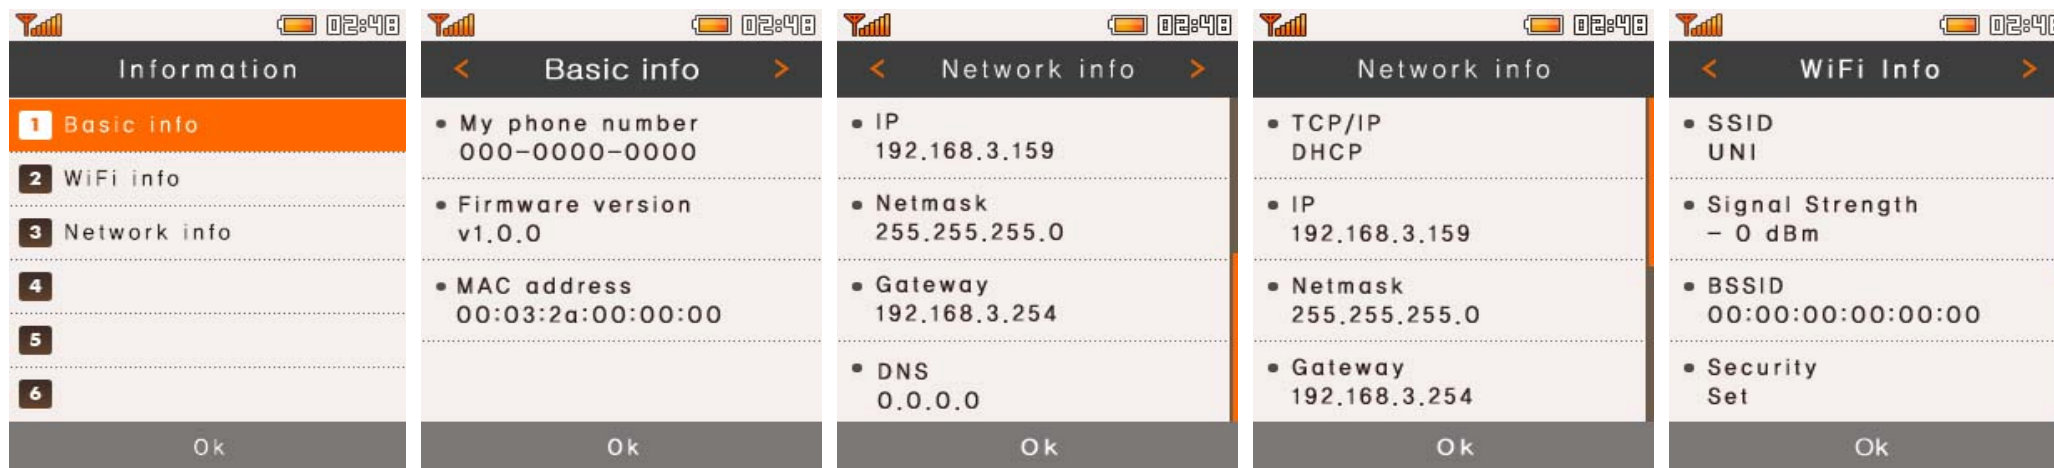 02:48
Information
1 Basic info
2 WiFi info
3 Network info
4
5
6
Ok
02:48
< Basic info >
• My phone number
000-0000-0000
• Firmware version
v1.0.0
• MAC address
00:03:2a:00:00:00
Ok
02:48
< Network info >
• IP
192.168.3.159
• Netmask
255.255.255.0
• Gateway
192.168.3.254
• DNS
0.0.0.0
Ok
02:48
Network info
• TCP/IP
DHCP
• IP
192.168.3.159
• Netmask
255.255.255.0
• Gateway
192.168.3.254
Ok
02:48
< WiFi Info >
• SSID
UNI
• Signal Strength
- 0 dBm
• BSSID
00:00:00:00:00:00
• Security
Set
Ok